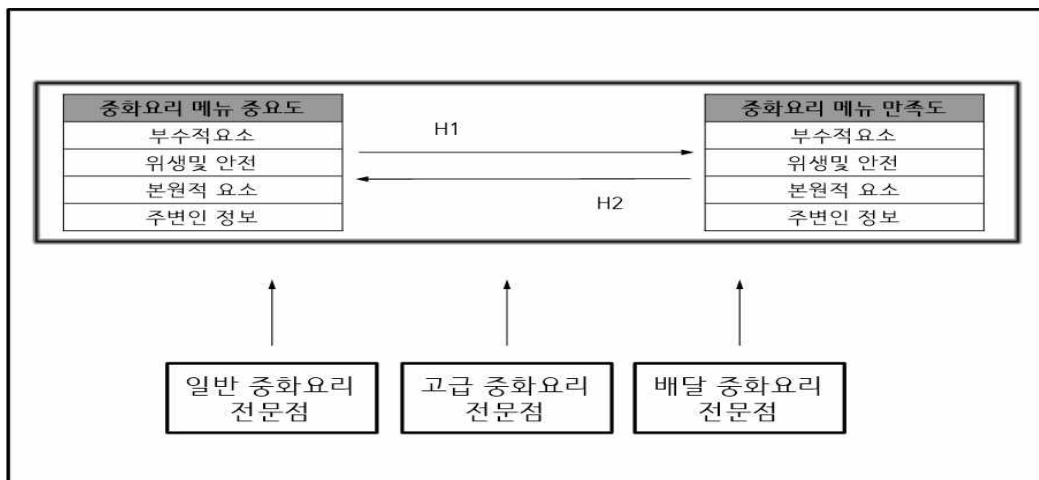 중화요리 메뉴 중요도
부수적요소
위생및 안전
본원적 요소
주변인 정보
H1
H2
중화요리 메뉴 만족도
부수적요소
위생및 안전
본원적 요소
주변인 정보
일반 중화요리
전문점
고급 중화요리
전문점
배달 중화요리
전문점